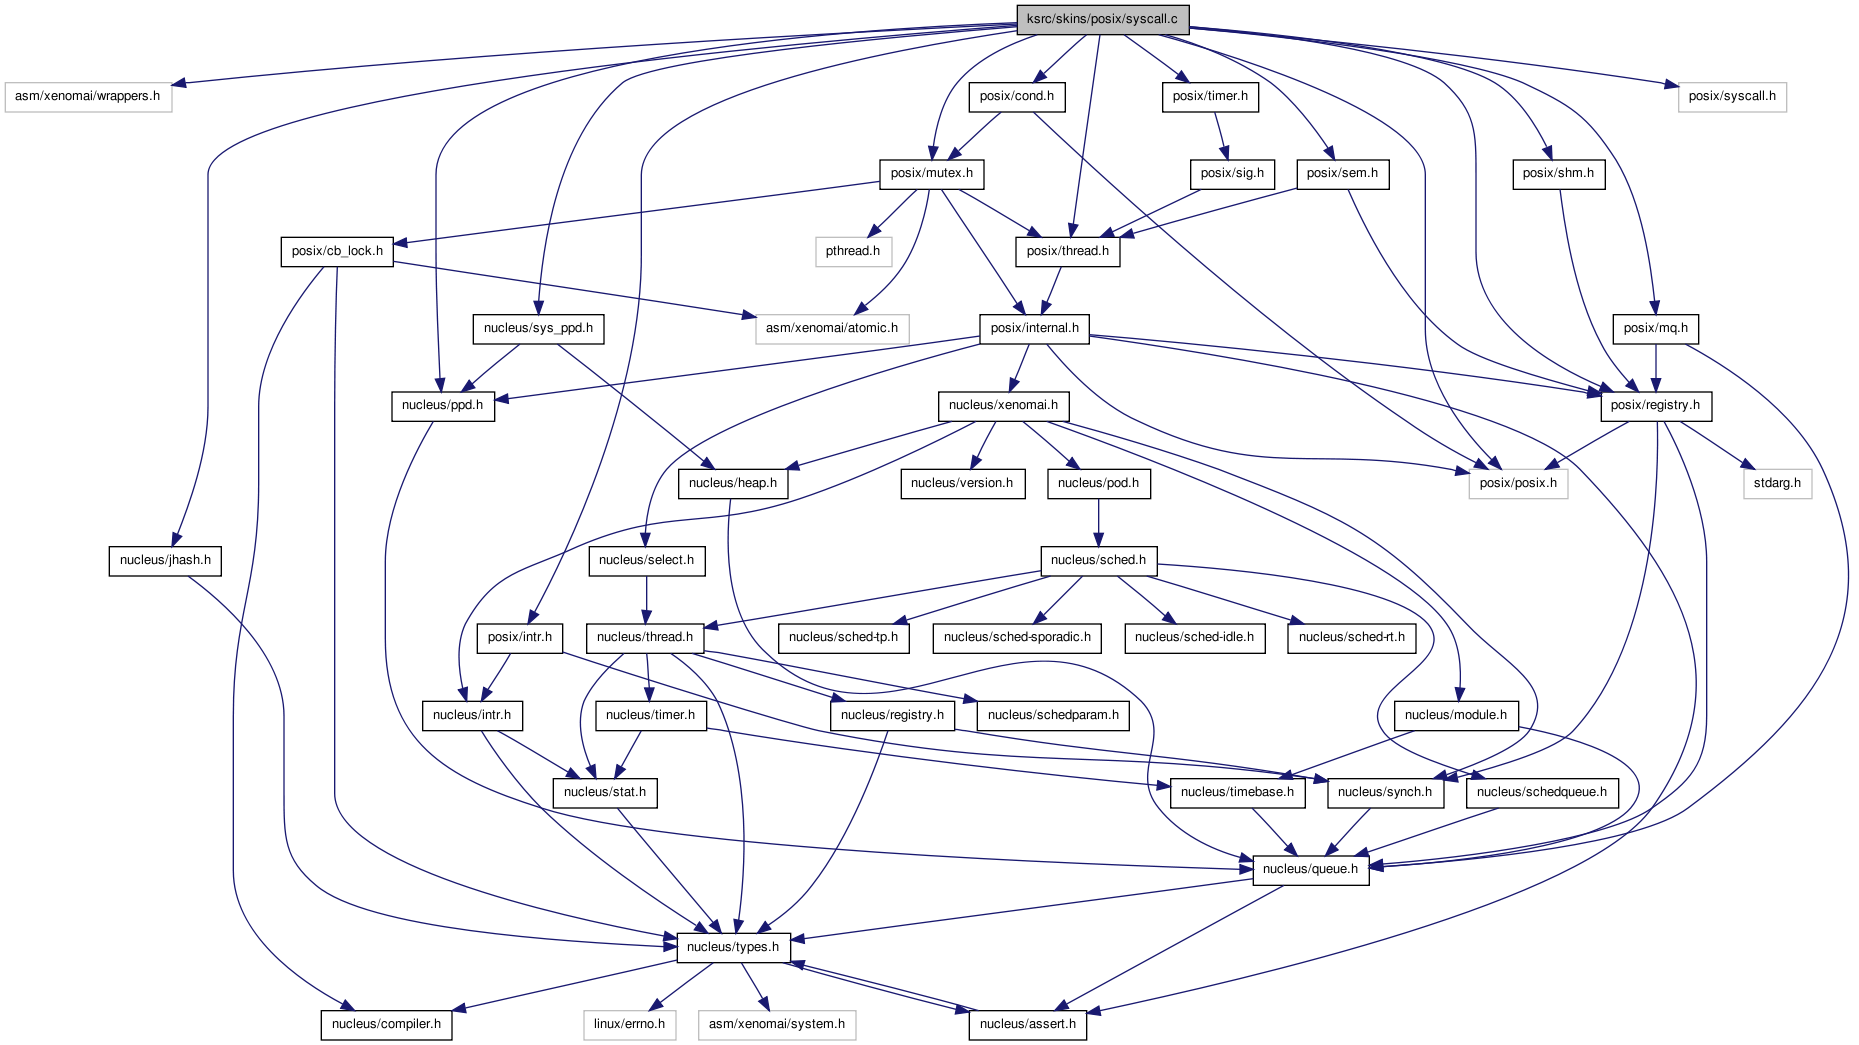 ksrc/skins/posix/syscall.c
asm/xenomai/wrappers.h
posix/cond.h
posix/timer.h
posix/syscall.h
posix/mutex.h
posix/sig.h
posix/sem.h
posix/shm.h
posix/cb_lock.h
pthread.h
posix/thread.h
nucleus/sys_ppd.h
asm/xenomai/atomic.h
posix/internal.h
posix/mq.h
nucleus/ppd.h
nucleus/xenomai.h
posix/registry.h
nucleus/heap.h
nucleus/version.h
nucleus/pod.h
posix/posix.h
stdarg.h
nucleus/jhash.h
nucleus/select.h
nucleus/sched.h
posix/intr.h
nucleus/thread.h
nucleus/sched-tp.h
nucleus/sched-sporadic.h
nucleus/sched-idle.h
nucleus/sched-rt.h
nucleus/intr.h
nucleus/timer.h
nucleus/registry.h
nucleus/schedparam.h
nucleus/module.h
nucleus/stat.h
nucleus/timebase.h
nucleus/synch.h
nucleus/schedqueue.h
nucleus/queue.h
nucleus/types.h
nucleus/compiler.h
linux/errno.h
asm/xenomai/system.h
nucleus/assert.h